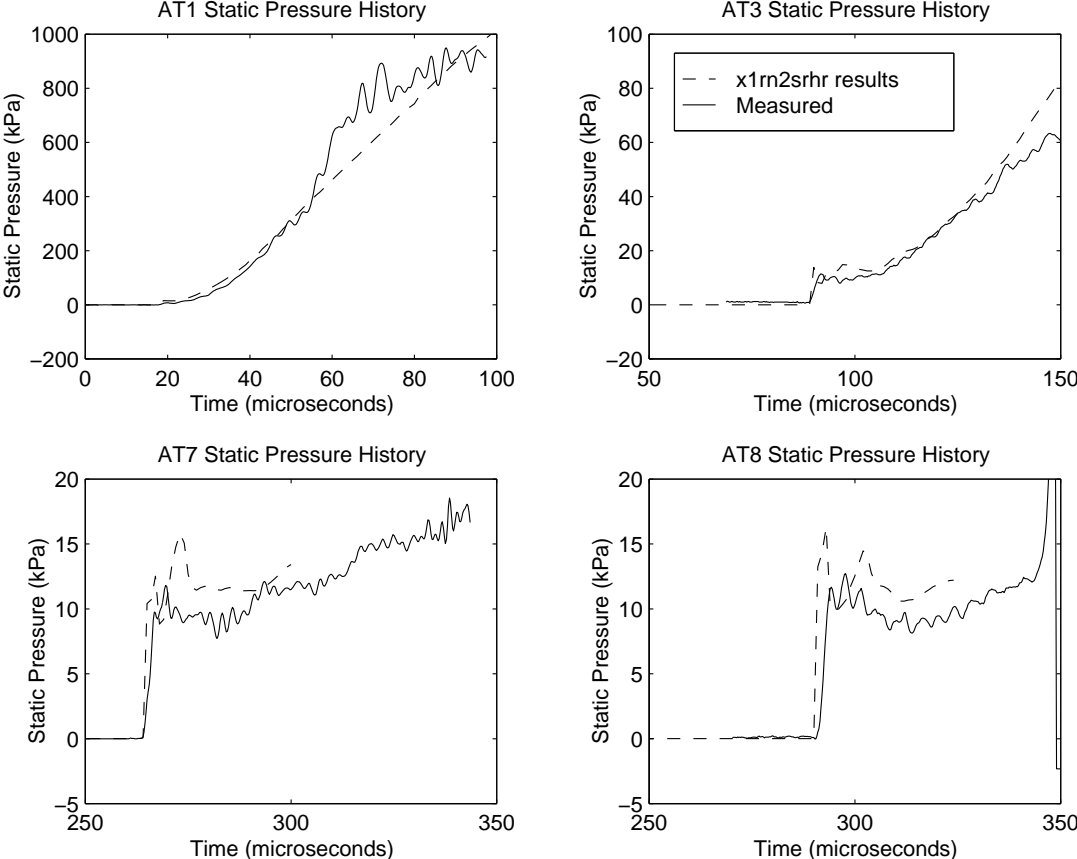 AT1 Static Pressure History
1000
800
600
400
200
0
−200
Static Pressure (kPa)
0 20 40 60 80 100
Time (microseconds)
AT3 Static Pressure History
100
80
60
40
20
0
−20
Static Pressure (kPa)
x1rn2srhr results
Measured
50 100 150
Time (microseconds)
AT7 Static Pressure History
20
15
10
5
0
−5
Static Pressure (kPa)
250 300 350
Time (microseconds)
AT8 Static Pressure History
20
15
10
5
0
−5
Static Pressure (kPa)
250 300 350
Time (microseconds)